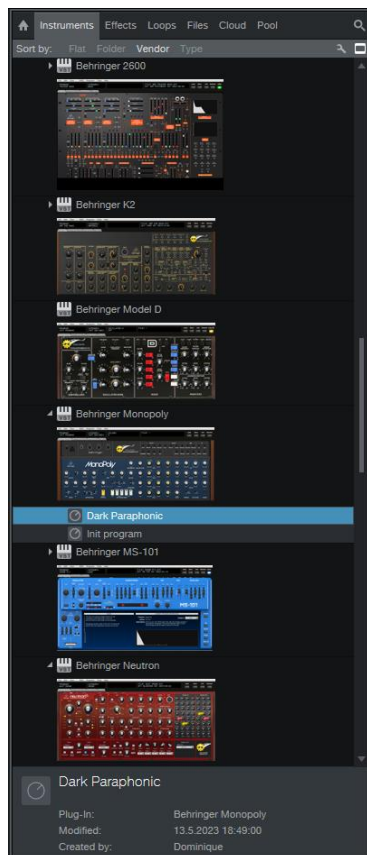 Instruments Effects Loops Files Cloud Pool
Sort by: Flat Folder Vendor Type
Behringer 2600
Behringer K2
Behringer Model D
Behringer Monopoly
MonoPoly
Dark Paraphonic
Init program
Behringer MS-101
MS-101
Behringer Neutron
Dark Paraphonic
Plug-In: Behringer Monopoly
Modified: 13.5.2023 18:49:00
Created by: Dominique